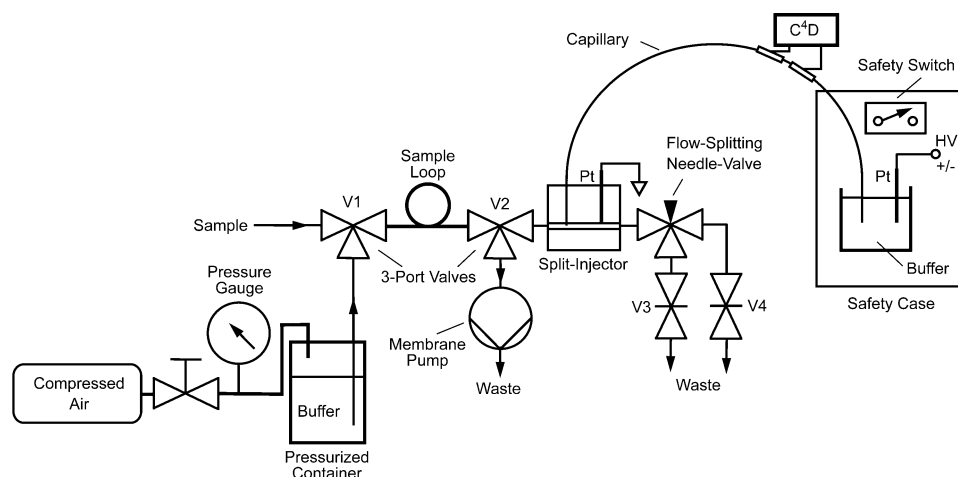 C⁴D
Capillary
Safety Switch
HV
+/-
Pt
Buffer
Safety Case
Flow-Splitting
Needle-Valve
Pt
Sample
Loop
V1
V2
Sample
3-Port Valves
Split-Injector
Pressure
Gauge
V3
V4
Membrane
Pump
Waste
Waste
Compressed
Air
Buffer
Pressurized
Container